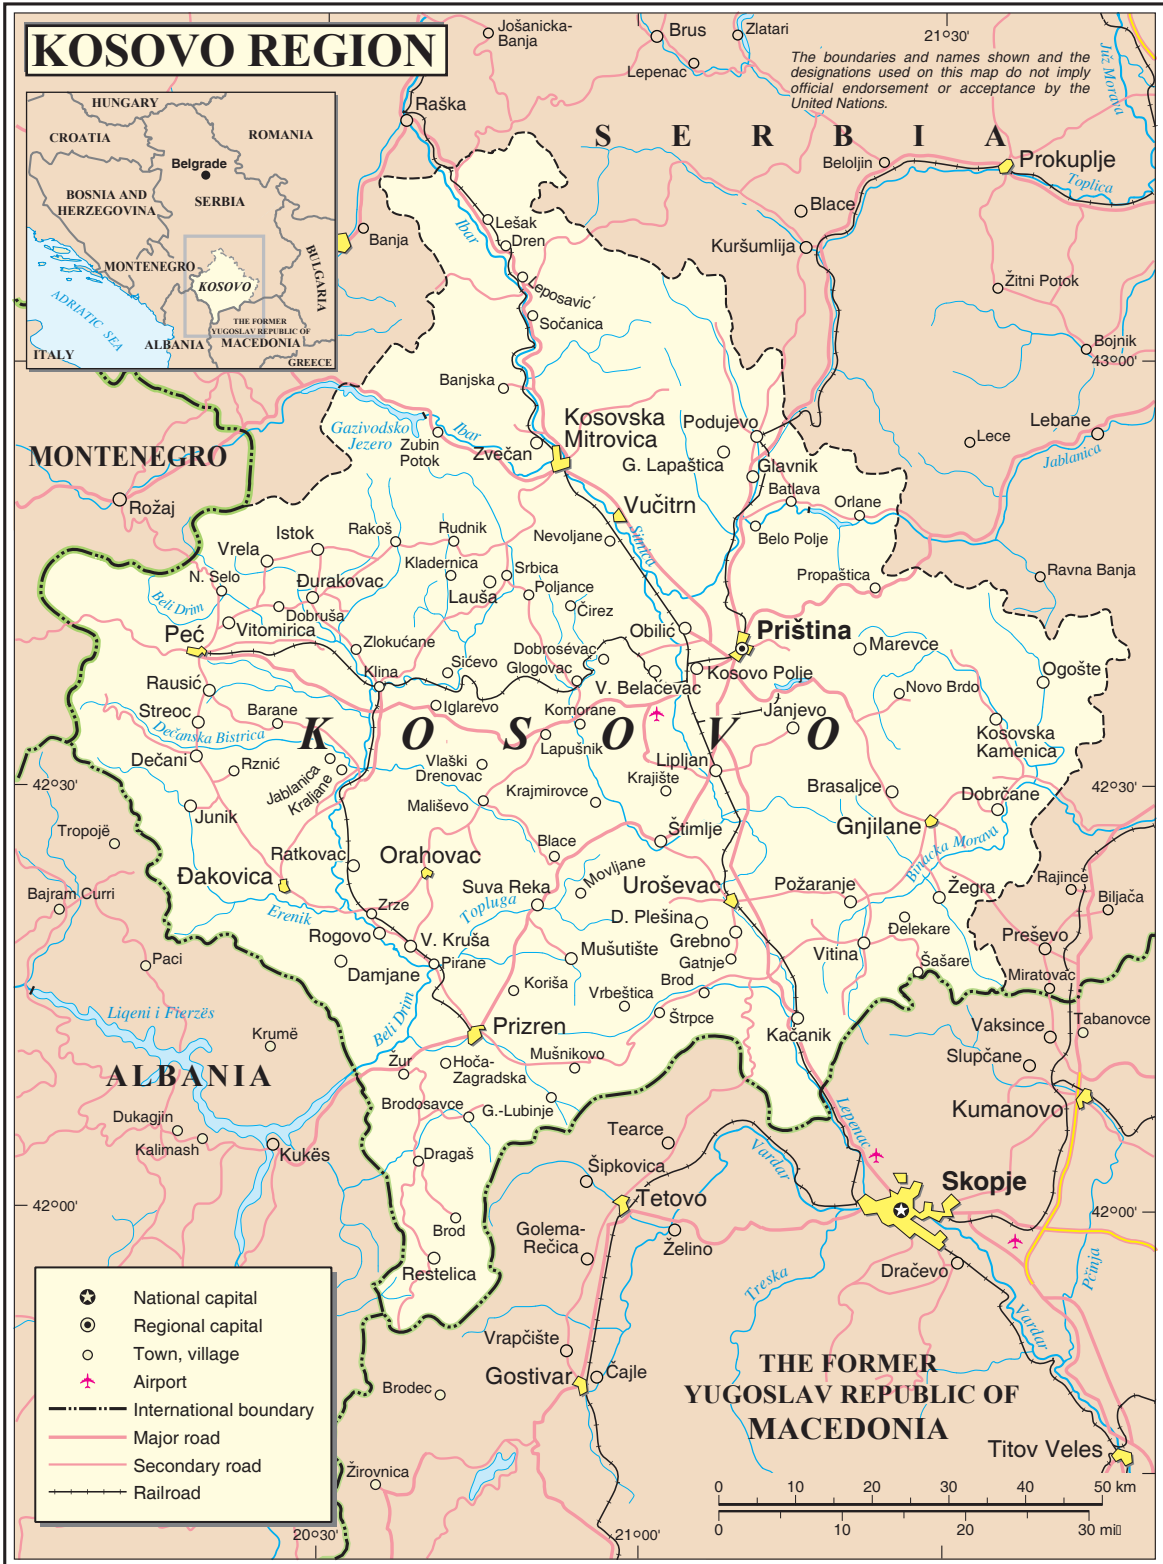 KOSOVO REGION
The boundaries and names shown and the
designations used on this map do not imply
official endorsement or acceptance by the
United Nations.
21°30'
Jošanicka-
Banja
Brus
Zlatari
Lepenac
Juž Morava
Raška
HUNGARY
CROATIA
ROMANIA
Belgrade
BOSNIA AND
HERZEGOVINA
SERBIA
MONTENEGRO
BULGARIA
KOSOVO
ADRIATIC SEA
THE FORMER
YUGOSLAV REPUBLIC OF
MACEDONIA
ALBANIA
ITALY
GREECE
SERBIA
Beloljin
Prokuplje
Toplica
Blace
Kuršumlija
Banja
Lešak
Ibar
Dren
Leposavic´
Sočanica
Žitni Potok
Bojnik
43°00'
Banjska
Gazivodsko
Jezero
Ibar
Zubin
Potok
Zvečan
Kosovska
Mitrovica
Podujevo
G. Lapaštica
Glavnik
Lece
Lebane
Jablanica
MONTENEGRO
Rožaj
Vučitrn
Batlava
Orlane
Belo Polje
Sitnica
Nevoljane
Istok
Rakoš
Rudnik
Vrela
Kladernica
Srbica
N. Selo
Đurakovac
Lauša
Poljance
Propaštica
Ravna Banja
Beli Drim
Dobruša
Čirez
Vitomirica
Obilić
Priština
Peć
Zlokućane
Dobroševac
Marevce
Klina
Sićevo
Glogovac
Kosovo Polje
Ogošte
Rausić
V. Belaćevac
Novo Brdo
Iglarevo
Streoc
Barane
Komorane
Janjevo
Kosovska
Kamenica
Dečanska Bistrica
KOSOVO
Lapušnik
Dečani
Rznić
Jablanica
Kraljane
Vlaški
Drenovac
Lipljan
Krajište
42°30'
42°30'
Brasaljce
Dobrčane
Junik
Mališevo
Krajmirovce
Gnjilane
Tropojë
Štimlje
Blace
Binacka Morava
Ratkovac
Orahovac
Đakovica
Movljane
Suva Reka
Uroševac
Požaranje
Žegra
Rajince
Biljača
Bajram Curri
Erenik
Zrze
Topluga
D. Plešina
Đelekare
Rogovo
V. Kruša
Mušutište
Grebno
Vitina
Preševo
Paci
Damjane
Pirane
Gatnje
Šašare
Miratovac
Koriša
Brod
Vrbeštica
Liqeni i Fierzës
Beli Drim
Štrpce
Prizren
Kačanik
Vaksince
Tabanovce
Krumë
Mušnikovo
Slupčane
ALBANIA
Žur
Hoča-
Zagradska
Kumanovo
Brodosavce
G.-Lubinje
Lepenac
Dukagjin
Kalimash
Kukës
Tearce
Vardar
Dragaš
Šipkovica
Skopje
Tetovo
42°00'
42°00'
Brod
Golema-
Rečica
Želino
Restelica
Dračevo
Treska
Pčinja
Vardar
National capital
Regional capital
Town, village
Airport
International boundary
Major road
Secondary road
Railroad
Vrapčište
Gostivar
Čajle
Brodec
THE FORMER
YUGOSLAV REPUBLIC OF
MACEDONIA
Titov Veles
Žirovnica
0 10 20 30 40 50 km
0 10 20 30 mi
20°30'
21°00'